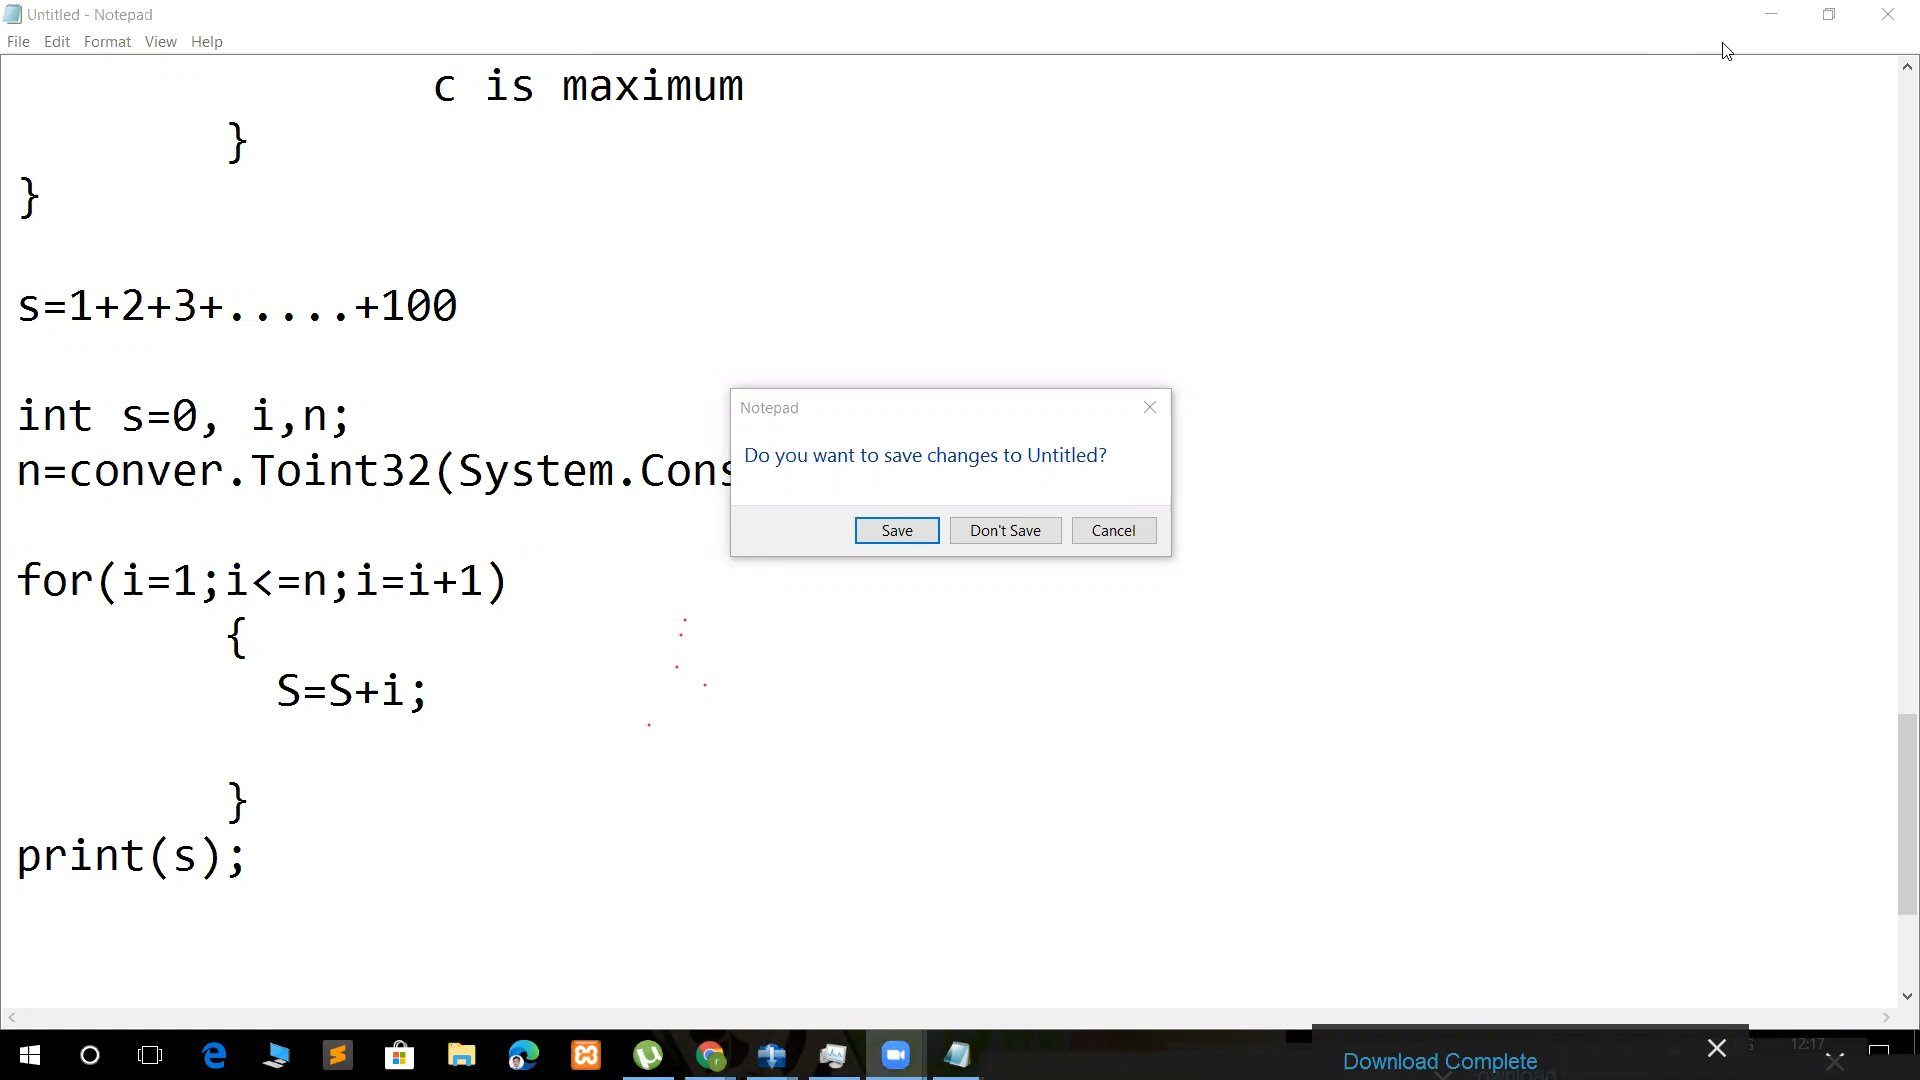 Untitled - Notepad
File Edit Format View Help
c is maximum
}
}
s=1+2+3+.....+100
int s=0, i,n;
n=conver.Toint32(System.Cons
for(i=1;i<=n;i=i+1)
{
S=S+i;
}
print(s);
Notepad
Do you want to save changes to Untitled?
Save Don't Save Cancel
12:17
Download Complete